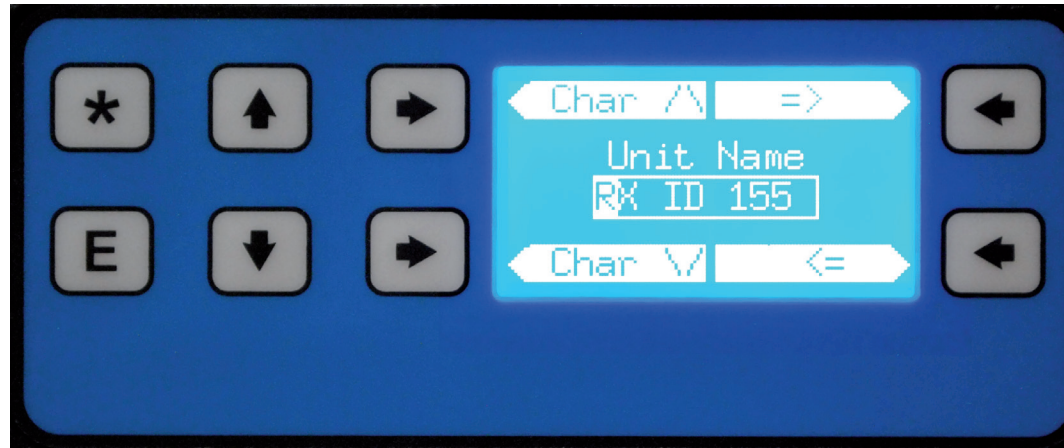 *
Char /\ =>
Unit Name
RX ID 155
E
Char \/ <=